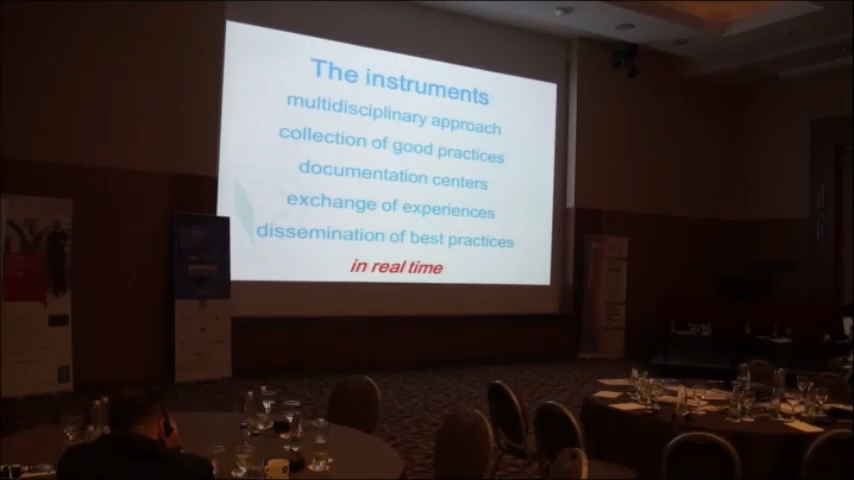 The instruments
multidisciplinary approach
collection of good practices
documentation centers
exchange of experiences
dissemination of best practices
in real time